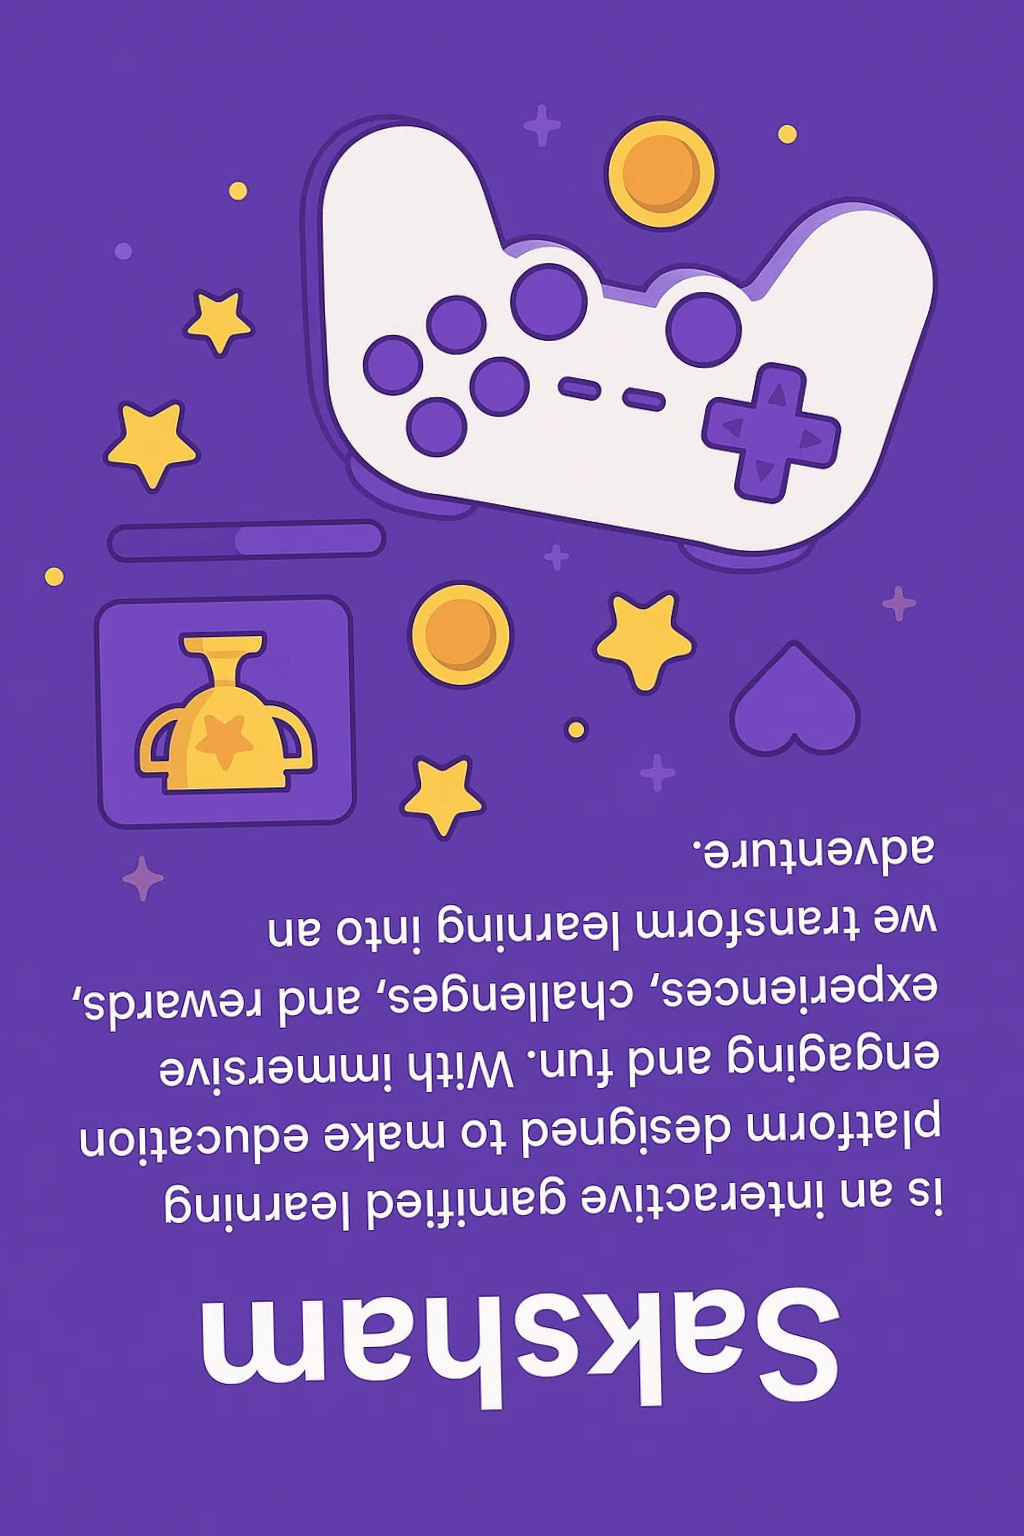 Saksham
is an interactive gamified learning
platform designed to make education
engaging and fun. With immersive
experiences, challenges, and rewards,
we transform learning into an
adventure.